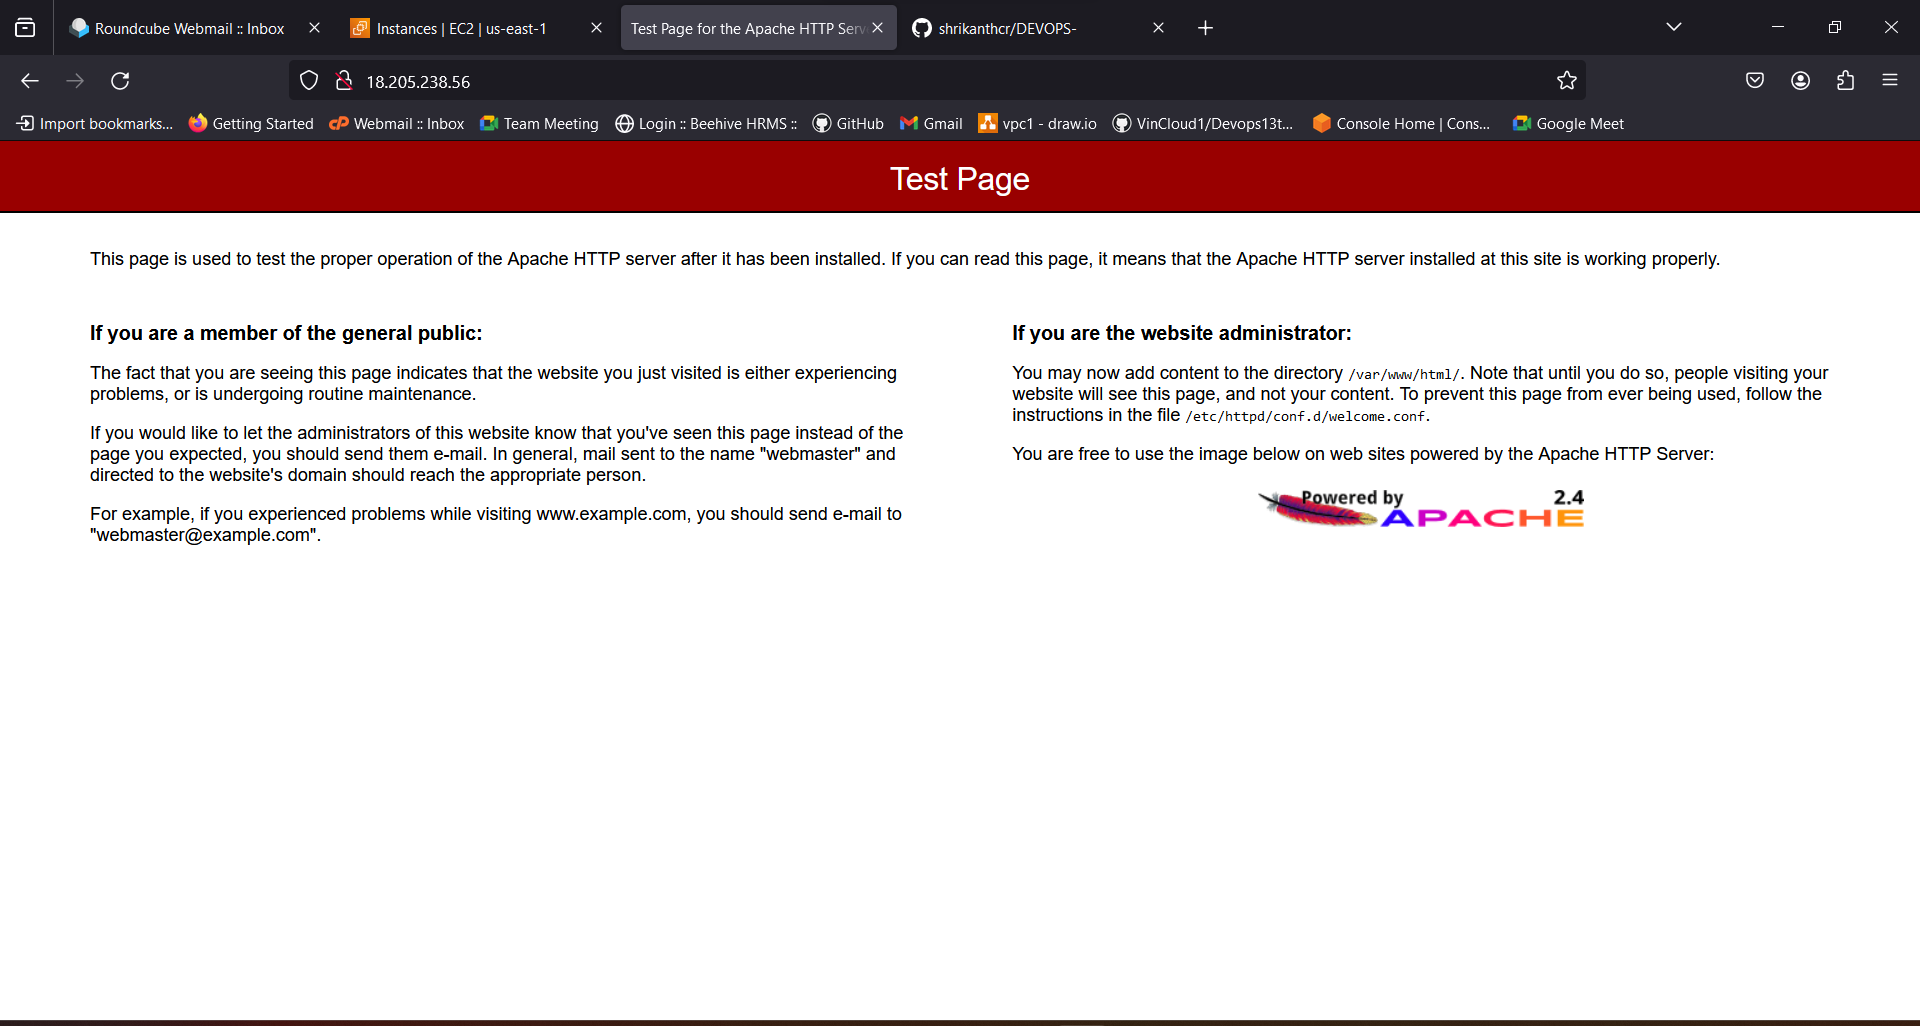 Roundcube Webmail :: Inbox
Instances | EC2 | us-east-1
Test Page for the Apache HTTP Serv
shrikanthcr/DEVOPS-
18.205.238.56
Import bookmarks...
Getting Started
Webmail :: Inbox
Team Meeting
Login :: Beehive HRMS ::
GitHub
Gmail
vpc1 - draw.io
VinCloud1/Devops13t...
Console Home | Cons...
Google Meet
Test Page
This page is used to test the proper operation of the Apache HTTP server after it has been installed. If you can read this page, it means that the Apache HTTP server installed at this site is working properly.
If you are a member of the general public:
The fact that you are seeing this page indicates that the website you just visited is either experiencing
problems, or is undergoing routine maintenance.
If you would like to let the administrators of this website know that you've seen this page instead of the
page you expected, you should send them e-mail. In general, mail sent to the name "webmaster" and
directed to the website's domain should reach the appropriate person.
For example, if you experienced problems while visiting www.example.com, you should send e-mail to
"webmaster@example.com".
If you are the website administrator:
You may now add content to the directory /var/www/html/. Note that until you do so, people visiting your
website will see this page, and not your content. To prevent this page from ever being used, follow the
instructions in the file /etc/httpd/conf.d/welcome.conf.
You are free to use the image below on web sites powered by the Apache HTTP Server:
Powered by 2.4
APACHE